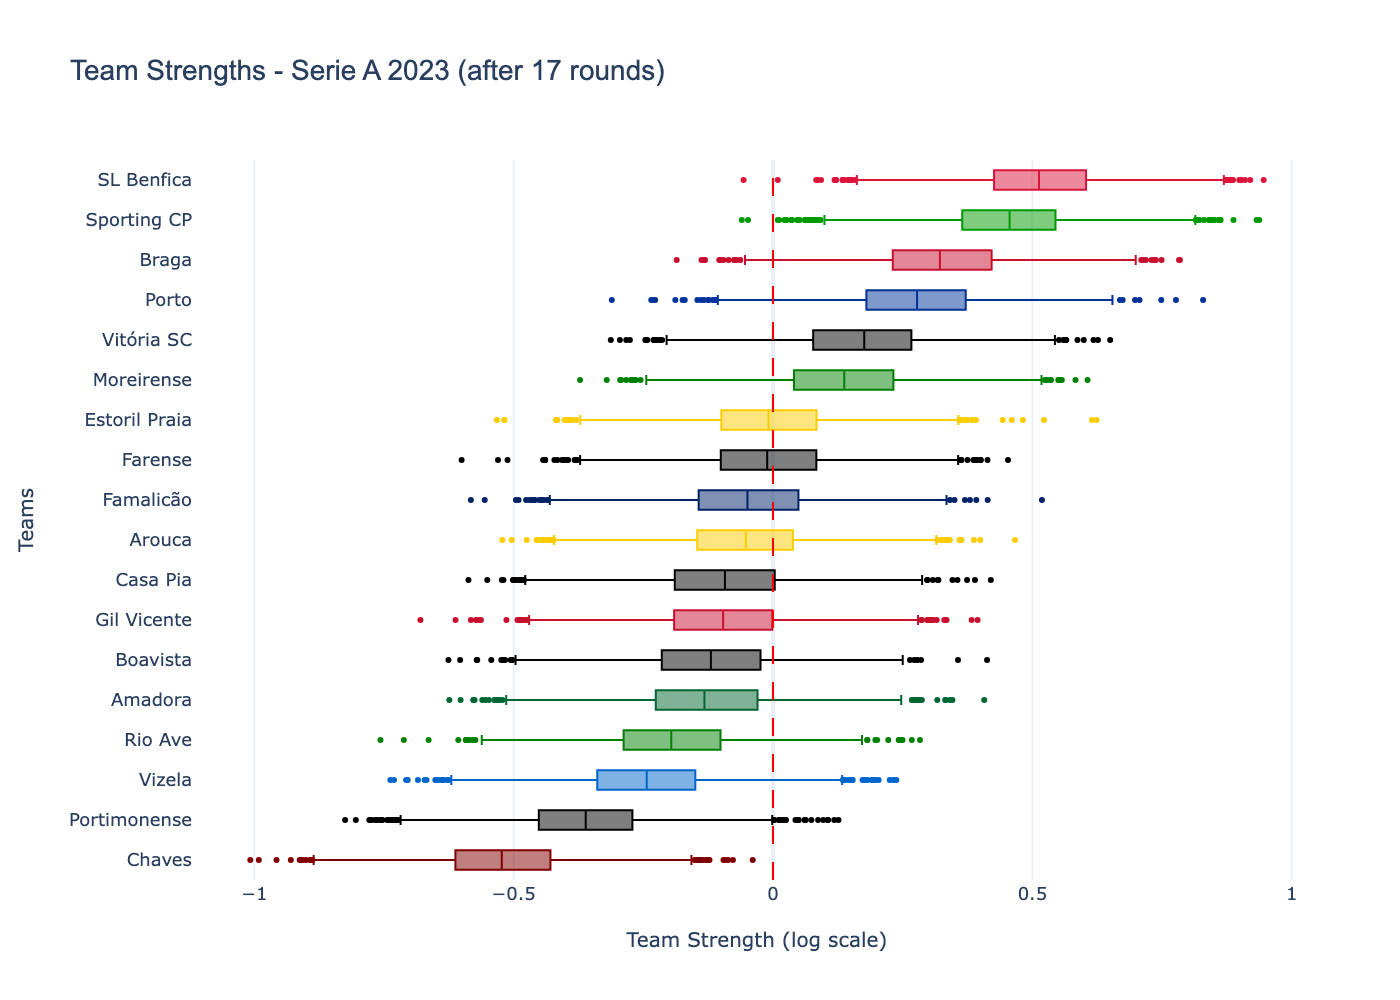 Team Strengths - Serie A 2023 (after 17 rounds)
SL Benfica
Sporting CP
Braga
Porto
Vitória SC
Moreirense
Estoril Praia
Farense
Famalicão
Arouca
Casa Pia
Gil Vicente
Boavista
Amadora
Rio Ave
Vizela
Portimonense
Chaves
Teams
−1
−0.5
0
0.5
1
Team Strength (log scale)